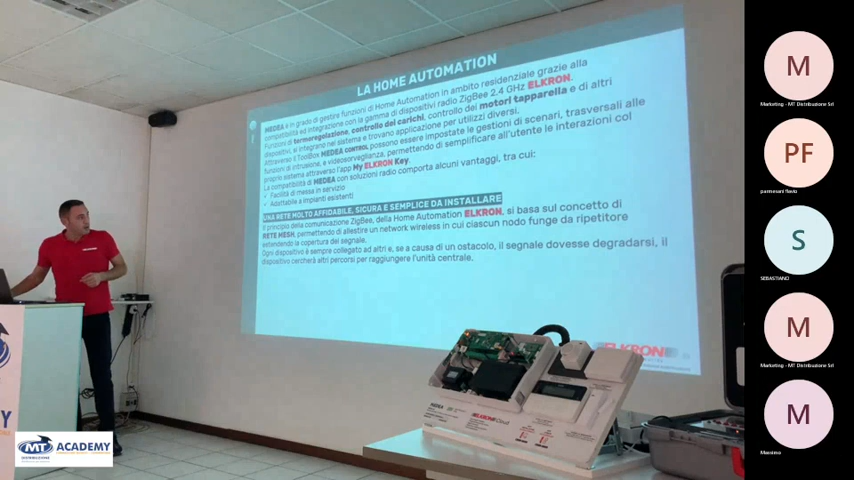 LA HOME AUTOMATION
MEDEA è in grado di gestire funzioni di Home Automation in ambito residenziale grazie alla
compatibilità ed integrazione con la gamma di dispositivi radio ZigBee 2.4 GHz ELKRON.
Funzioni di termoregolazione, controllo dei carichi, controllo dei motori tapparella e di altri
dispositivi, si integrano nel sistema e trovano applicazione per utilizzi diversi.
Attraverso il ToolBox MEDEA CONTROL possono essere impostate le gestioni di scenari, trasversali alle
funzioni di intrusione, a videosorveglianza, permettendo di semplificare all'utente le interazioni col
proprio sistema attraverso l'app My ELKRON Key.
La compatibilità di MEDEA con soluzioni radio comporta alcuni vantaggi, tra cui:
✓ Facilità di messa in servizio
✓ Adattabile a impianti esistenti
UNA RETE MOLTO AFFIDABILE, SICURA E SEMPLICE DA INSTALLARE
Il principio della comunicazione ZigBee, della Home Automation ELKRON, si basa sul concetto di
RETE MESH, permettendo di allestire un network wireless in cui ciascun nodo funge da ripetitore
estendendo la copertura del segnale.
Ogni dispositivo è sempre collegato ad altri e, se a causa di un ostacolo, il segnale dovesse degradarsi, il
dispositivo cercherà altri percorsi per raggiungere l'unità centrale.
ELKRON
MEDEA
ELKRON Cloud
MT ACADEMY
DISTRIBUZIONE
M
Marketing - MT Distribuzione Srl
PF
parmesani flavio
S
SEBASTIANO
M
Marketing - MT Distribuzione Srl
M
Massimo